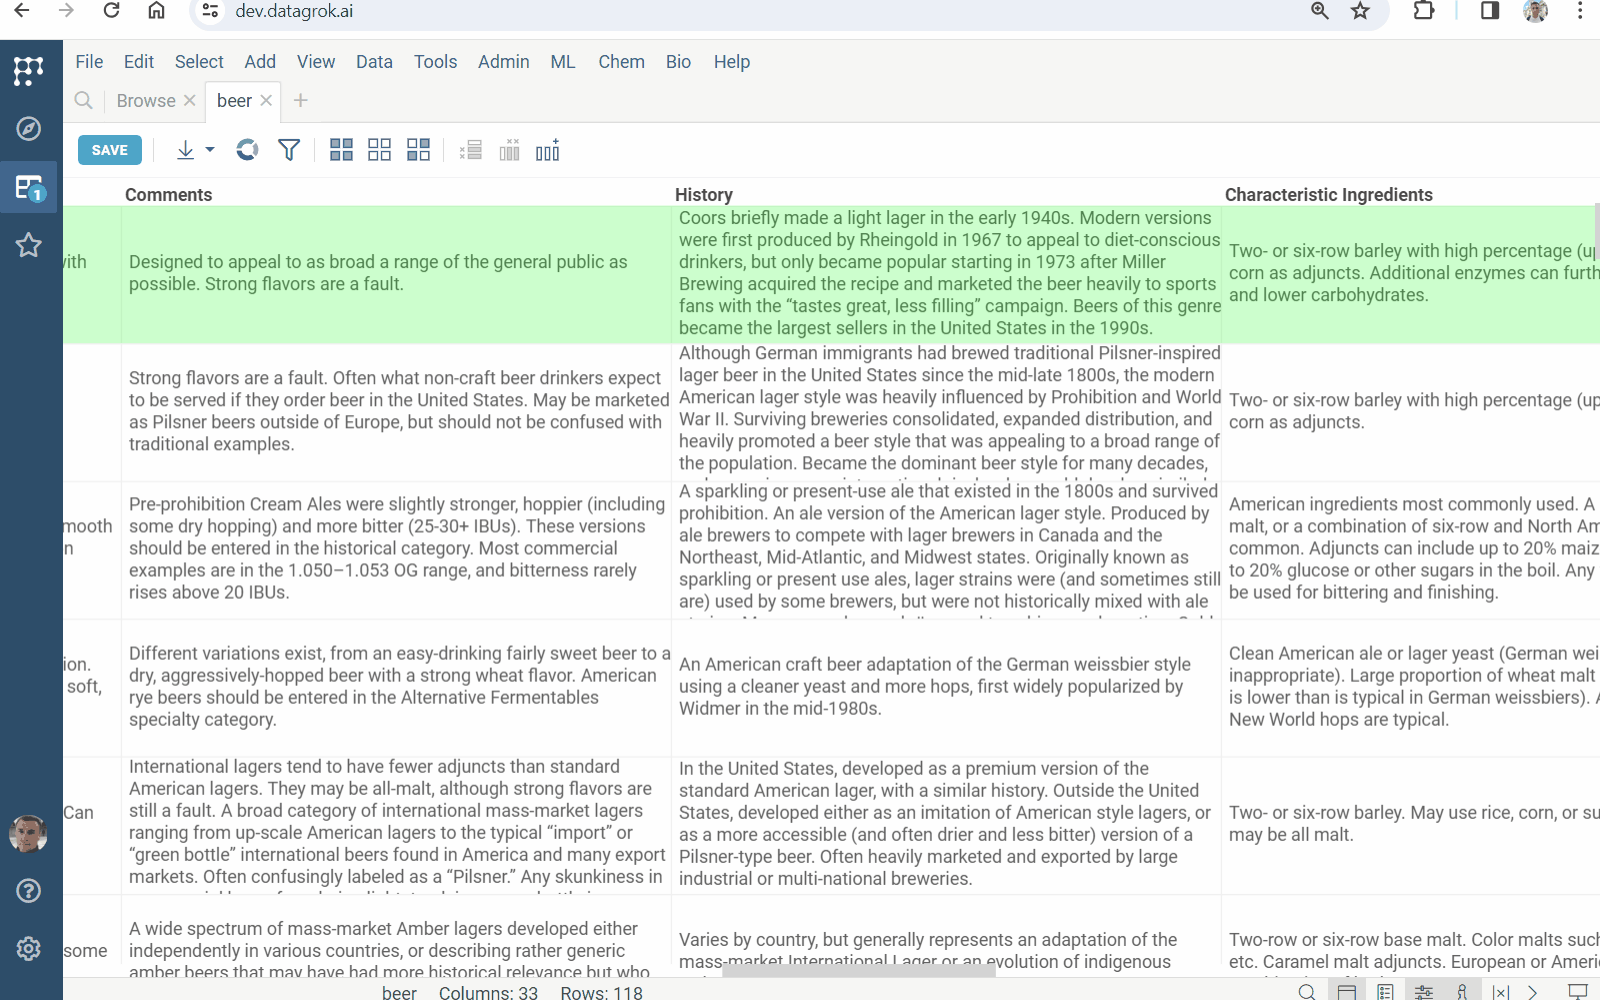 dev.datagrok.ai
File Edit Select Add View Data Tools Admin ML Chem Bio Help
Browse beer
SAVE
1
Comments
History
Characteristic Ingredients
Designed to appeal to as broad a range of the general public as
possible. Strong flavors are a fault.
Coors briefly made a light lager in the early 1940s. Modern versions
were first produced by Rheingold in 1967 to appeal to diet-conscious
drinkers, but only became popular starting in 1973 after Miller
Brewing acquired the recipe and marketed the beer heavily to sports
fans with the “tastes great, less filling” campaign. Beers of this genre
became the largest sellers in the United States in the 1990s.
Two- or six-row barley with high percentage (up
corn as adjuncts. Additional enzymes can furth
and lower carbohydrates.
Strong flavors are a fault. Often what non-craft beer drinkers expect
to be served if they order beer in the United States. May be marketed
as Pilsner beers outside of Europe, but should not be confused with
traditional examples.
Although German immigrants had brewed traditional Pilsner-inspired
lager beer in the United States since the mid-late 1800s, the modern
American lager style was heavily influenced by Prohibition and World
War II. Surviving breweries consolidated, expanded distribution, and
heavily promoted a beer style that was appealing to a broad range of
the population. Became the dominant beer style for many decades,
Two- or six-row barley with high percentage (up
corn as adjuncts.
mooth
n
Pre-prohibition Cream Ales were slightly stronger, hoppier (including
some dry hopping) and more bitter (25-30+ IBUs). These versions
should be entered in the historical category. Most commercial
examples are in the 1.050–1.053 OG range, and bitterness rarely
rises above 20 IBUs.
A sparkling or present-use ale that existed in the 1800s and survived
prohibition. An ale version of the American lager style. Produced by
ale brewers to compete with lager brewers in Canada and the
Northeast, Mid-Atlantic, and Midwest states. Originally known as
sparkling or present use ales, lager strains were (and sometimes still
are) used by some brewers, but were not historically mixed with ale
American ingredients most commonly used. A
malt, or a combination of six-row and North Am
common. Adjuncts can include up to 20% maiz
to 20% glucose or other sugars in the boil. Any
be used for bittering and finishing.
ion.
soft,
Different variations exist, from an easy-drinking fairly sweet beer to a
dry, aggressively-hopped beer with a strong wheat flavor. American
rye beers should be entered in the Alternative Fermentables
specialty category.
An American craft beer adaptation of the German weissbier style
using a cleaner yeast and more hops, first widely popularized by
Widmer in the mid-1980s.
Clean American ale or lager yeast (German wei
inappropriate). Large proportion of wheat malt
is lower than is typical in German weissbiers). A
New World hops are typical.
Can
International lagers tend to have fewer adjuncts than standard
American lagers. They may be all-malt, although strong flavors are
still a fault. A broad category of international mass-market lagers
ranging from up-scale American lagers to the typical “import” or
“green bottle” international beers found in America and many export
markets. Often confusingly labeled as a “Pilsner.” Any skunkiness in
In the United States, developed as a premium version of the
standard American lager, with a similar history. Outside the United
States, developed either as an imitation of American style lagers, or
as a more accessible (and often drier and less bitter) version of a
Pilsner-type beer. Often heavily marketed and exported by large
industrial or multi-national breweries.
Two- or six-row barley. May use rice, corn, or su
may be all malt.
some
A wide spectrum of mass-market Amber lagers developed either
independently in various countries, or describing rather generic
amber beers that may have had more historical relevance but who
Varies by country, but generally represents an adaptation of the
mass-market International Lager or an evolution of indigenous
Two-row or six-row base malt. Color malts such
etc. Caramel malt adjuncts. European or Ameri
beer Columns: 33 Rows: 118